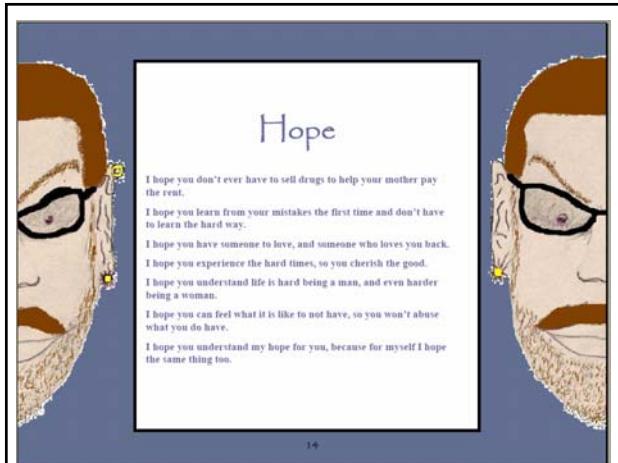 Hope
I hope you don't ever have to sell drugs to help your mother pay
the rent.
I hope you learn from your mistakes the first time and don't have
to learn the hard way.
I hope you have someone to love, and someone who loves you back.
I hope you experience the hard times, so you cherish the good.
I hope you understand life is hard being a man, and even harder
being a woman.
I hope you can feel what it is like to not have, so you won't abuse
what you do have.
I hope you understand my hope for you, because for myself I hope
the same thing too.
14